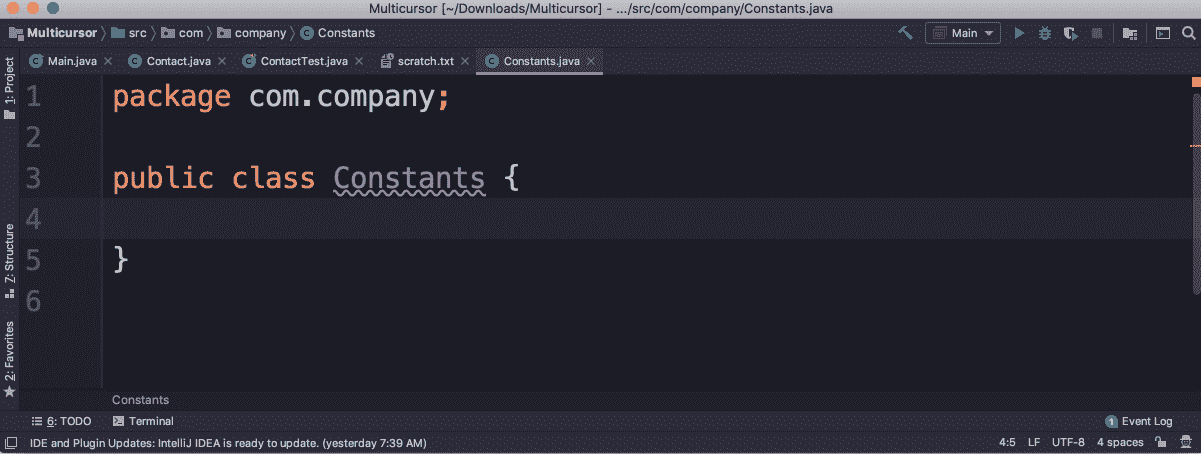 Multicursor [~/Downloads/Multicursor] - .../src/com/company/Constants.java
Multicursor src com company Constants Main
Main.java Contact.java ContactTest.java scratch.txt Constants.java
1: Project
1 package com.company;
2
3 public class Constants {
4
5 }
6
Z: Structure
2: Favorites
Constants
6: TODO Terminal 1 Event Log
IDE and Plugin Updates: IntelliJ IDEA is ready to update. (yesterday 7:39 AM) 4:5 LF UTF-8 4 spaces